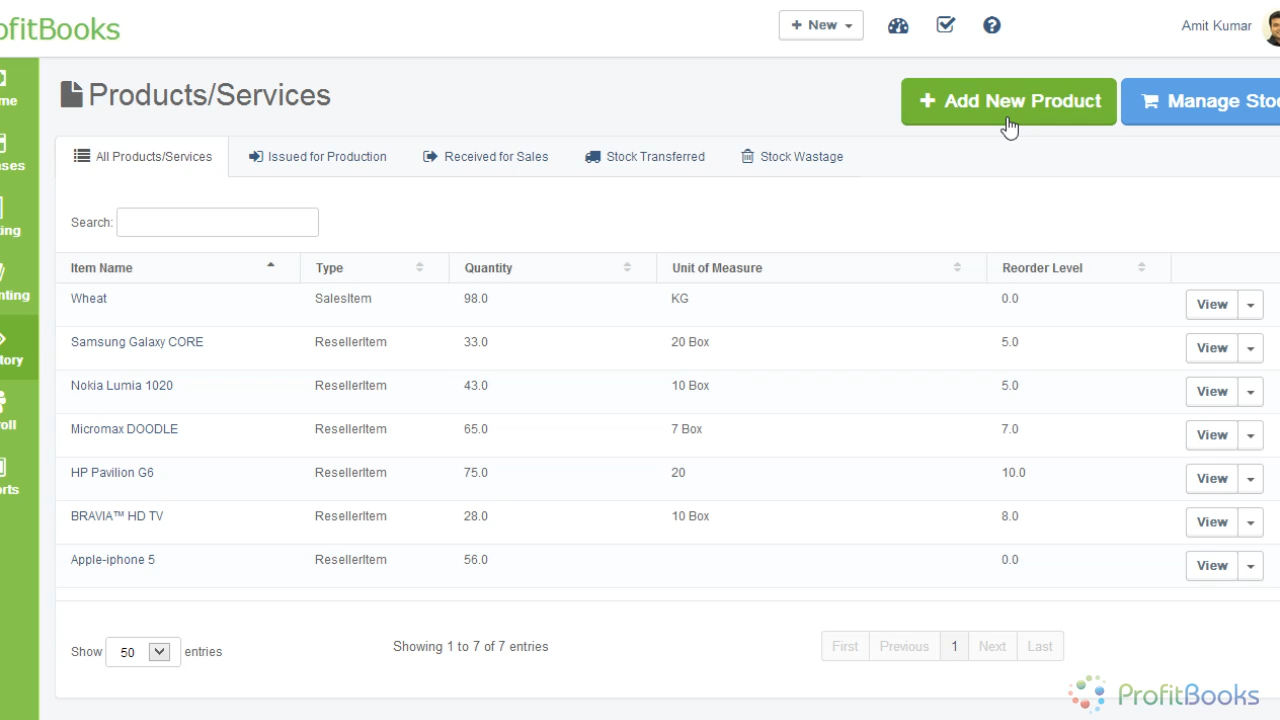 ofitBooks
+ New
Amit Kumar
Products/Services
+ Add New Product
Manage Stoc
All Products/Services
Issued for Production
Received for Sales
Stock Transferred
Stock Wastage
Search:
Item Name Type Quantity Unit of Measure Reorder Level
Wheat SalesItem 98.0 KG 0.0 View
Samsung Galaxy CORE ResellerItem 33.0 20 Box 5.0 View
Nokia Lumia 1020 ResellerItem 43.0 10 Box 5.0 View
Micromax DOODLE ResellerItem 65.0 7 Box 7.0 View
HP Pavilion G6 ResellerItem 75.0 20 10.0 View
BRAVIA™ HD TV ResellerItem 28.0 10 Box 8.0 View
Apple-iphone 5 ResellerItem 56.0 0.0 View
Show 50 entries
Showing 1 to 7 of 7 entries
First Previous 1 Next Last
me
ses
ing
nting
tory
oll
orts
ProfitBooks